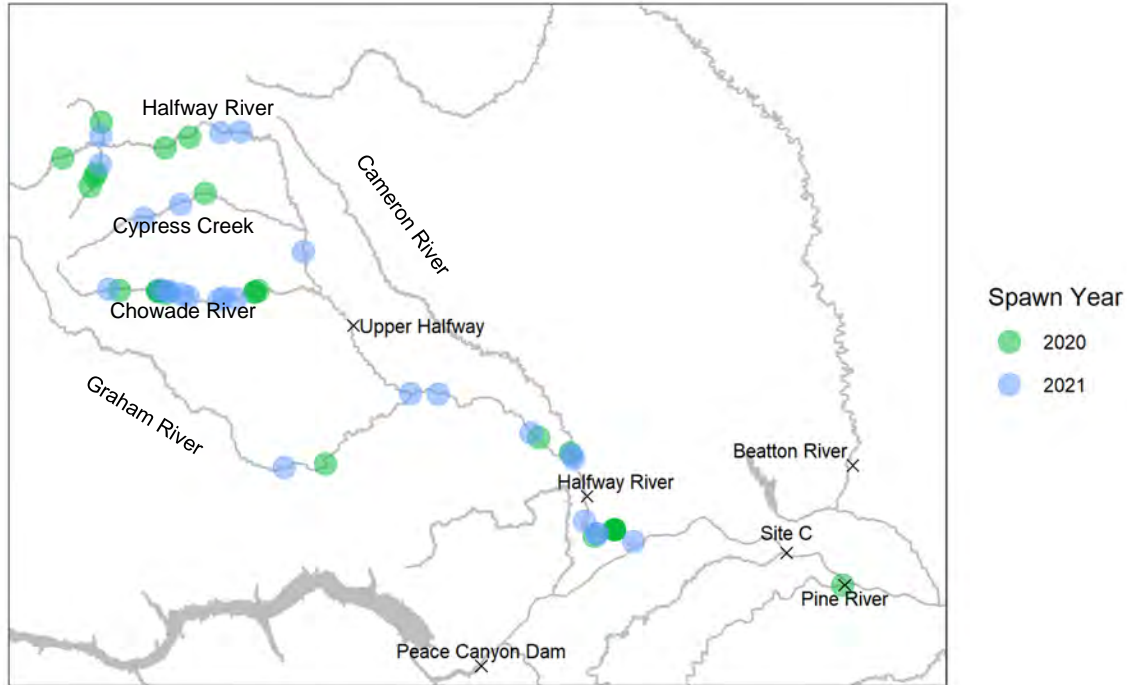 Halfway River
Cameron River
Cypress Creek
Chowade River
Upper Halfway
Graham River
Beatton River
Halfway River
Site C
Pine River
Peace Canyon Dam
Spawn Year
2020
2021